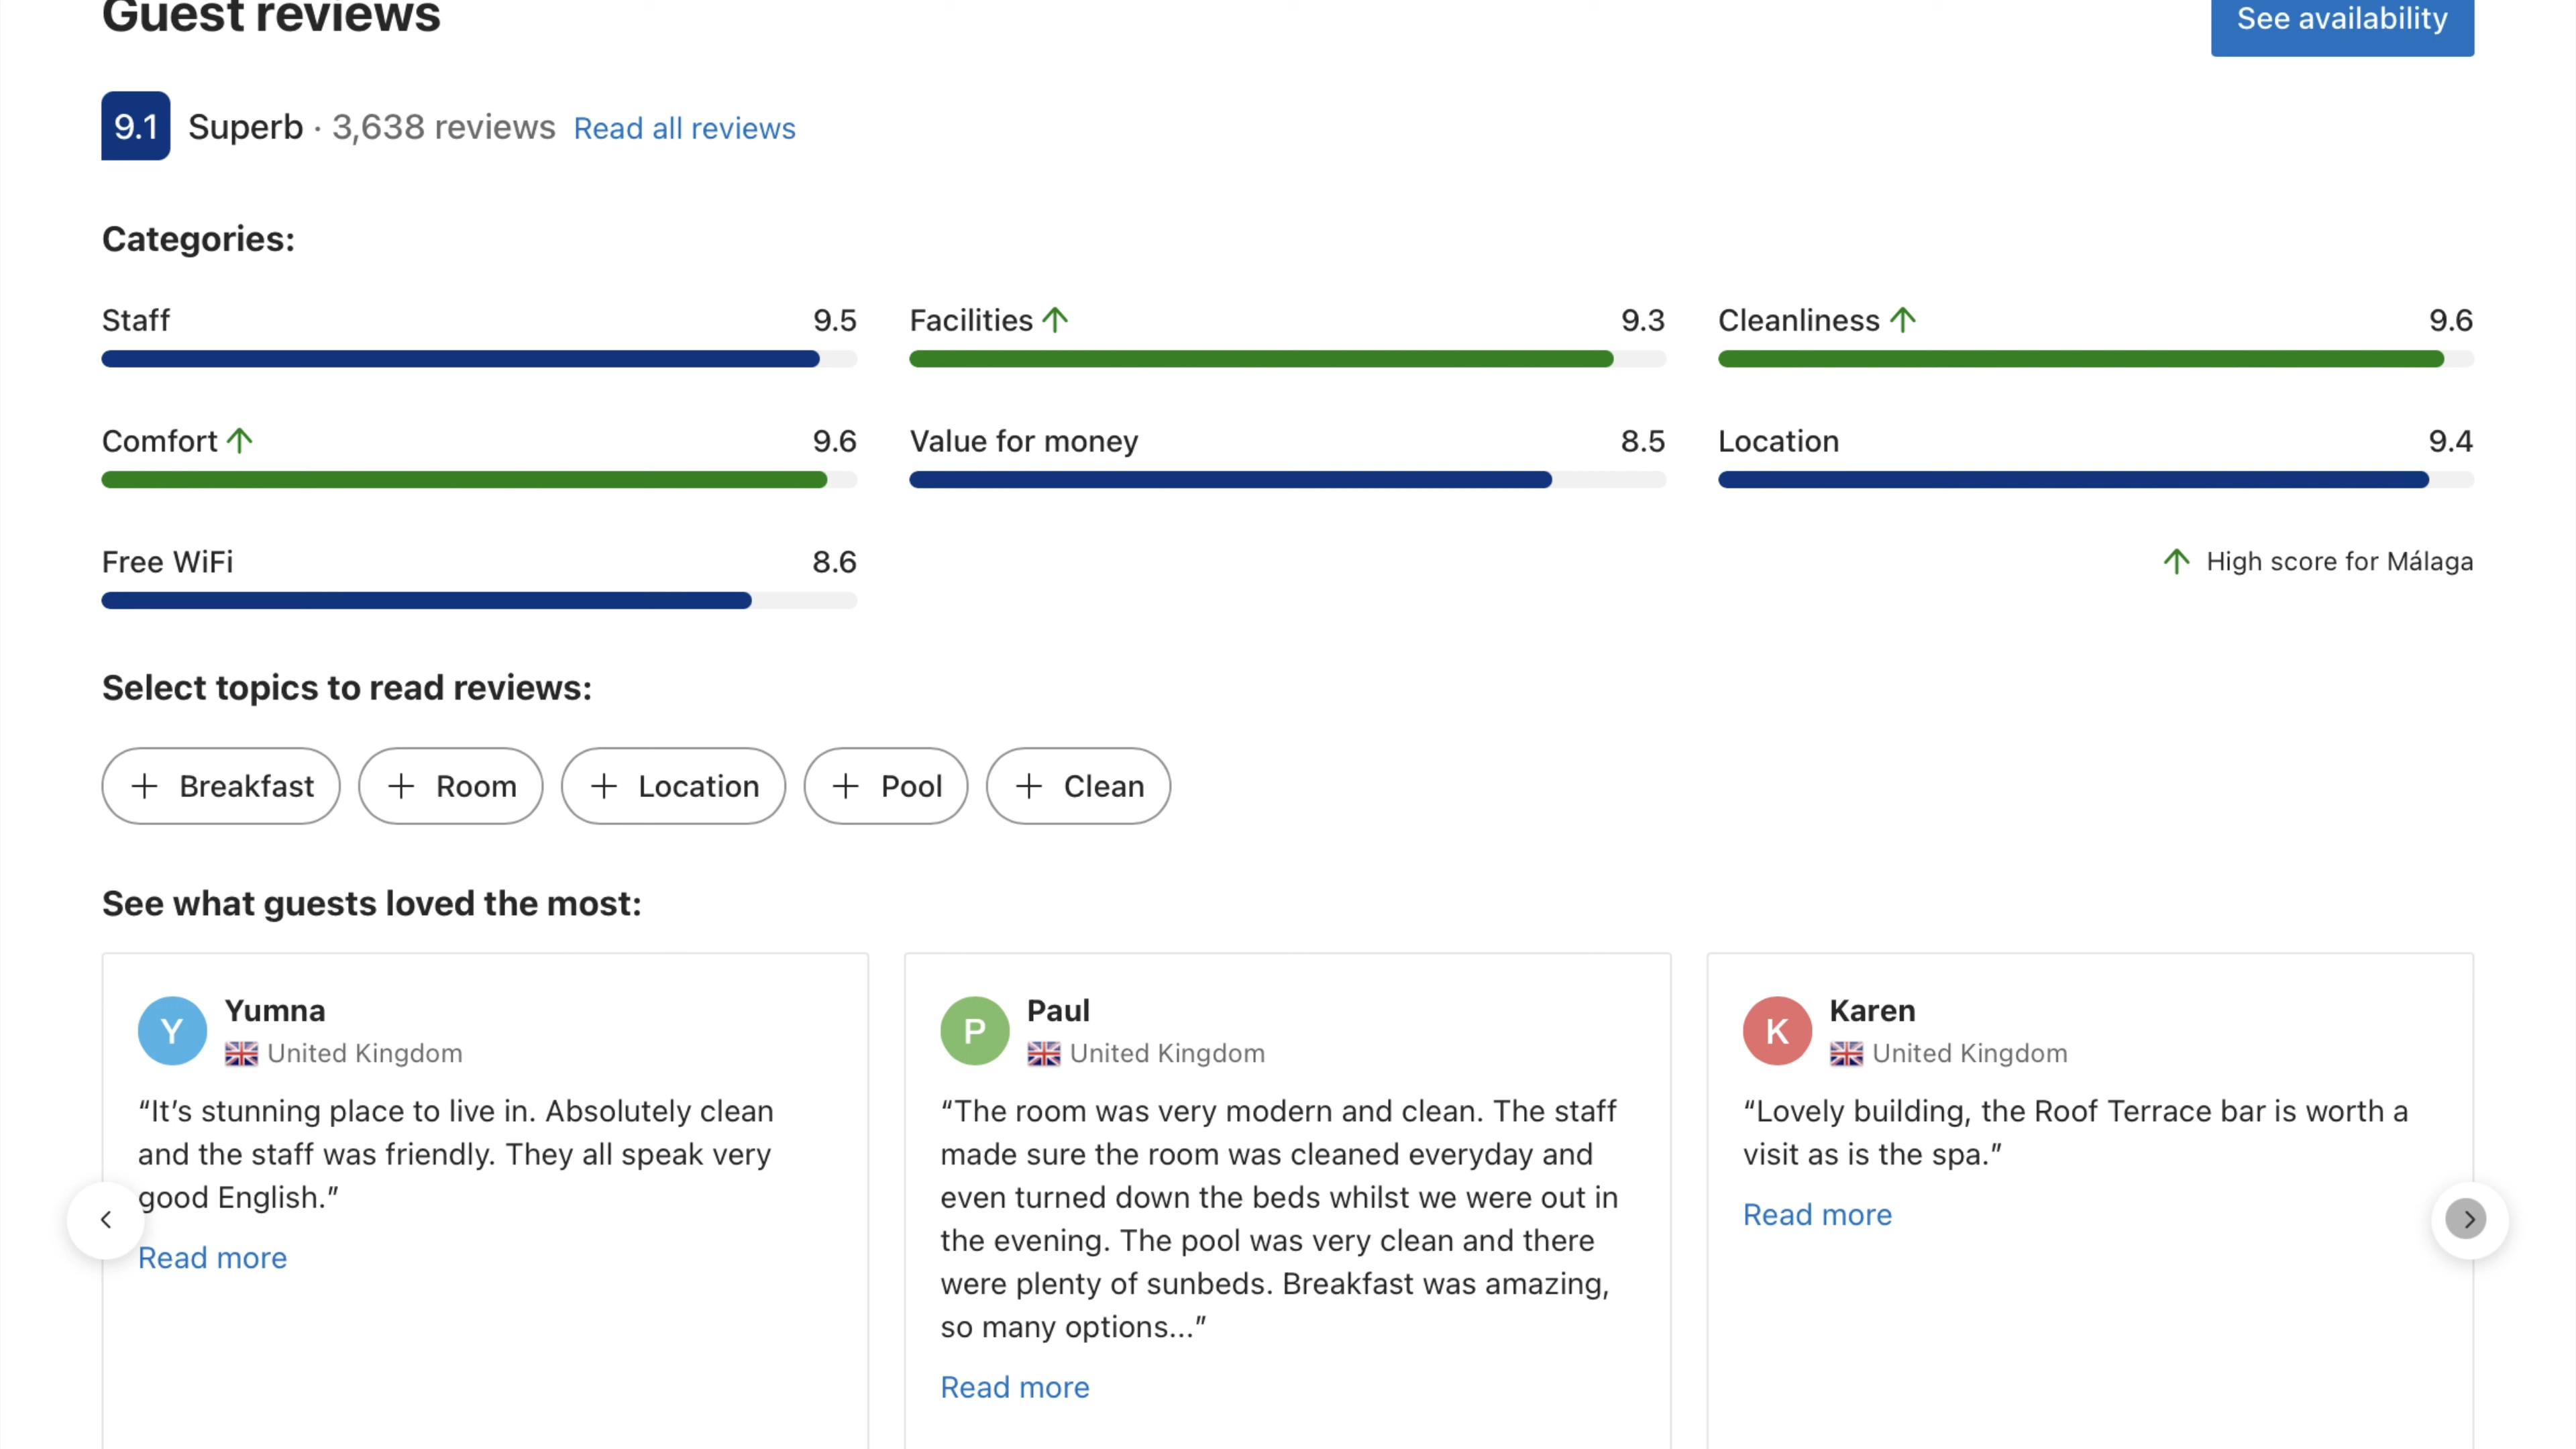 Guest reviews
See availability
9.1 Superb · 3,638 reviews Read all reviews
Categories:
Staff 9.5
Facilities ↑ 9.3
Cleanliness ↑ 9.6
Comfort ↑ 9.6
Value for money 8.5
Location 9.4
Free WiFi 8.6
↑ High score for Málaga
Select topics to read reviews:
+ Breakfast
+ Room
+ Location
+ Pool
+ Clean
See what guests loved the most:
Y
Yumna
United Kingdom
“It’s stunning place to live in. Absolutely clean
and the staff was friendly. They all speak very
good English.”
Read more
P
Paul
United Kingdom
“The room was very modern and clean. The staff
made sure the room was cleaned everyday and
even turned down the beds whilst we were out in
the evening. The pool was very clean and there
were plenty of sunbeds. Breakfast was amazing,
so many options...”
Read more
K
Karen
United Kingdom
“Lovely building, the Roof Terrace bar is worth a
visit as is the spa.”
Read more